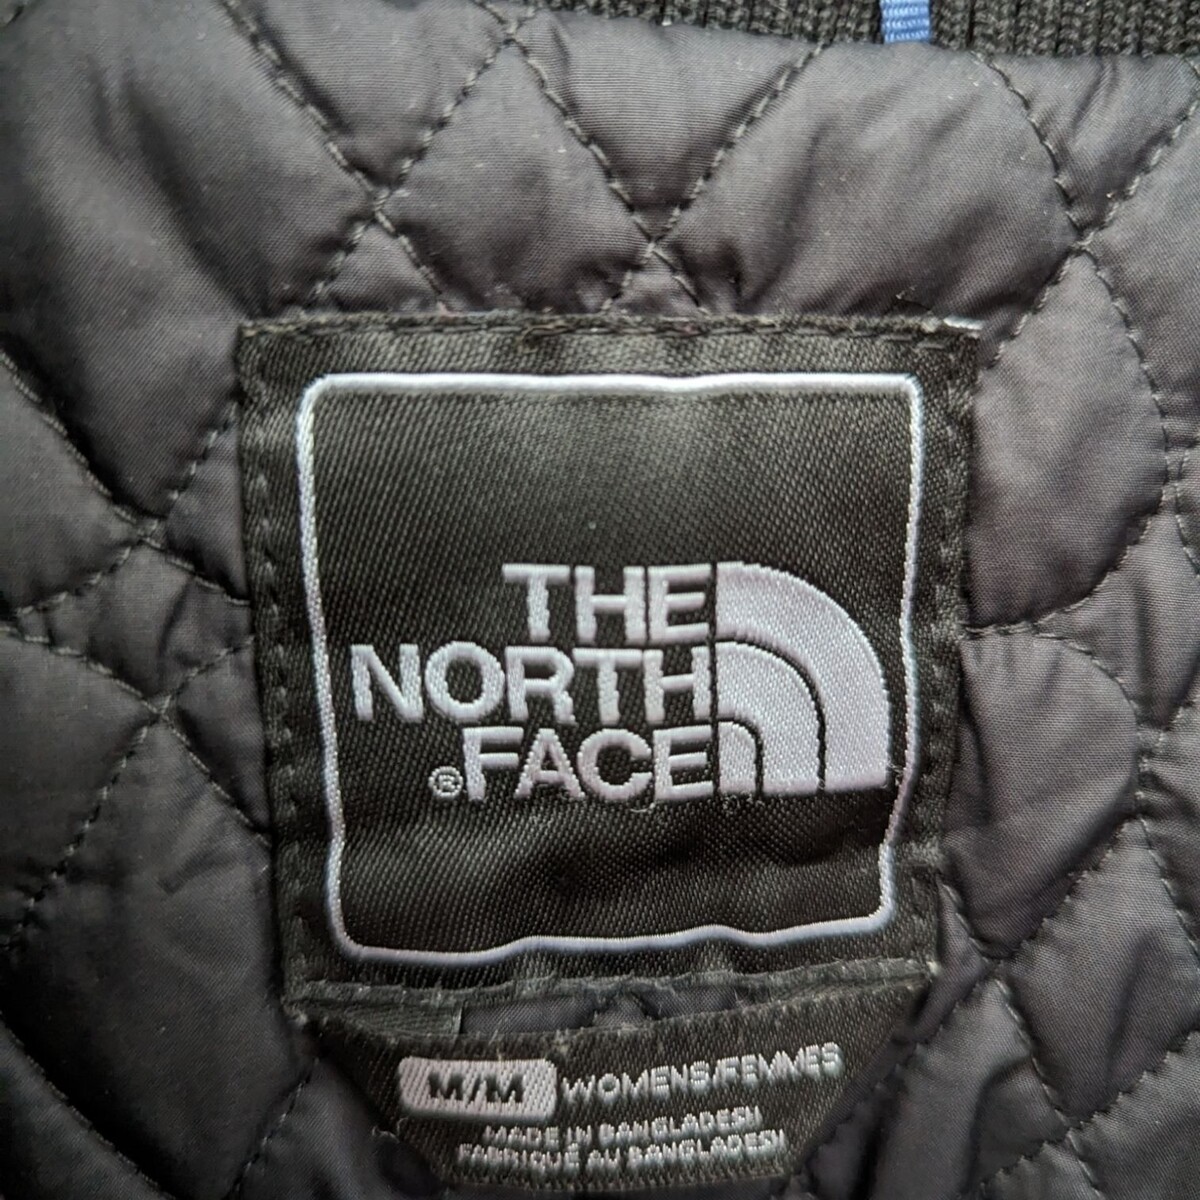 THE
NORTH
®FACE
M/M WOMENS/FEMMES
MADE IN BANGLADESH
FABRIQUÉ AU BANGLADESH